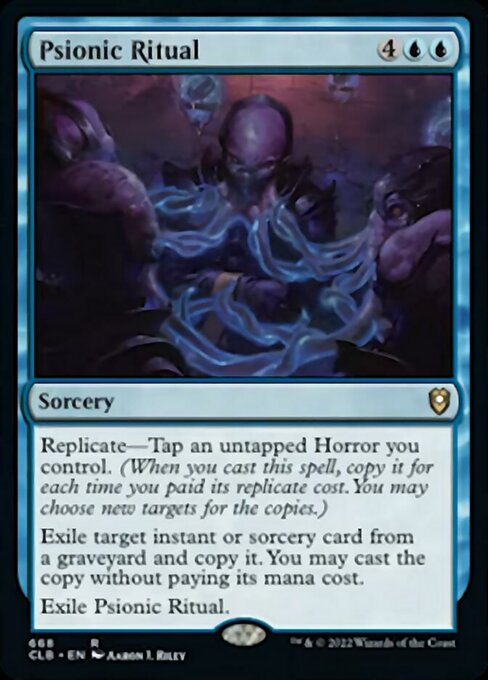 Psionic Ritual 4
Sorcery
Replicate—Tap an untapped Horror you
control. (When you cast this spell, copy it for
each time you paid its replicate cost. You may
choose new targets for the copies.)
Exile target instant or sorcery card from
a graveyard and copy it. You may cast the
copy without paying its mana cost.
Exile Psionic Ritual.
668 R
CLB • EN Aaron J. Riley
™ & © 2022 Wizards of the Coast